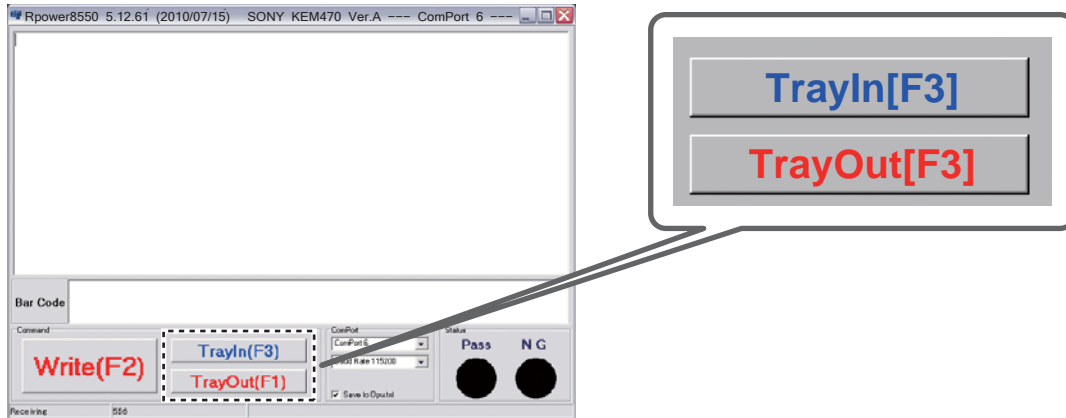 Rpower8550 5.12.61 (2010/07/15) SONY KEM470 Ver.A --- ComPort 6 ---
Bar Code
Command
Write(F2)
TrayIn(F3)
TrayOut(F1)
ComPort
ComPort 6
Baud Rate 115200
Save to Opu.txt
Status
Pass
N G
Receiving
556
TrayIn[F3]
TrayOut[F3]